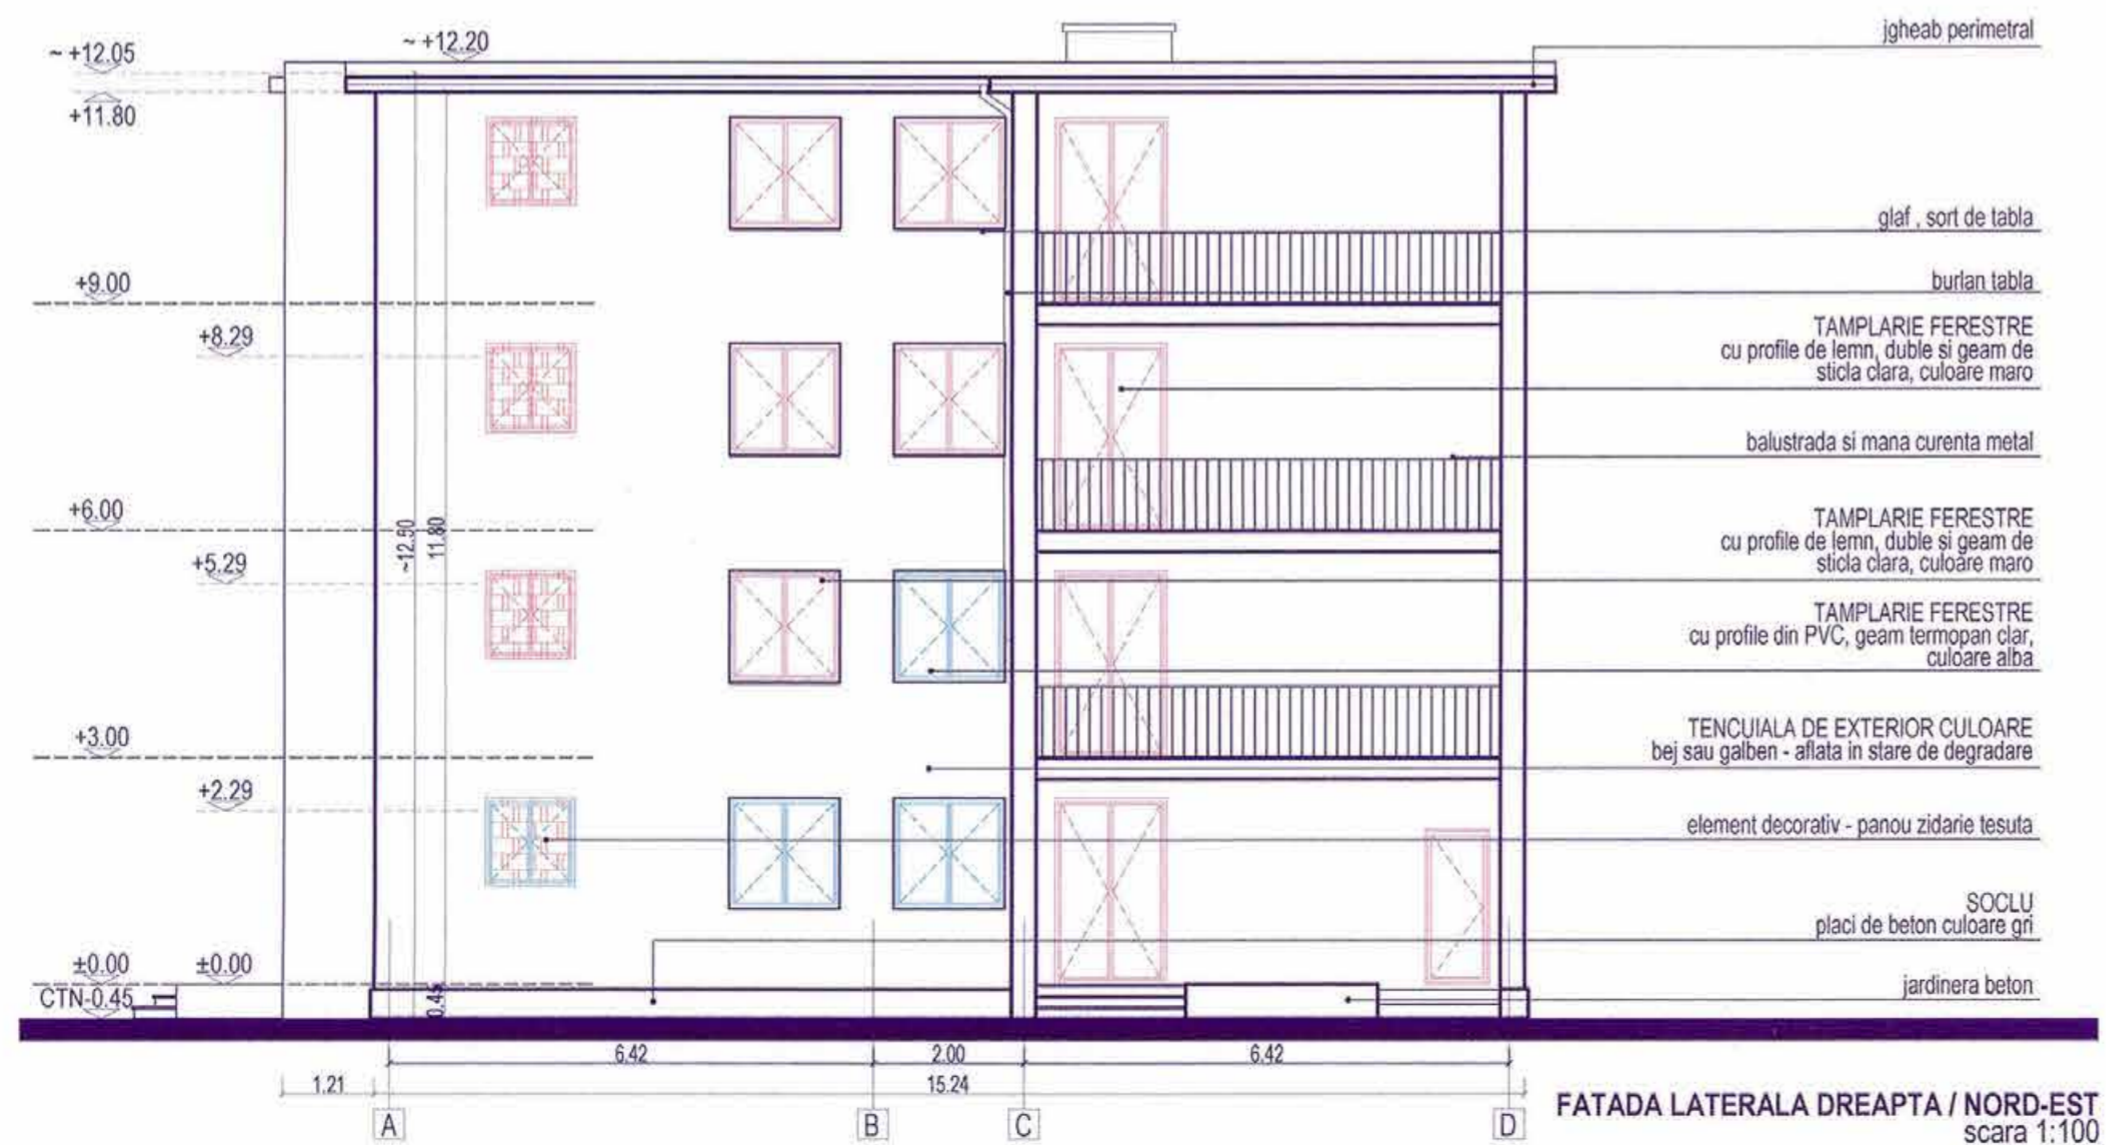 ~ +12.05
~ +12.20
jgheab perimetral
+11.80
glaf , sort de tabla
+9.00
burlan tabla
+8.29
TAMPLARIE FERESTRE
cu profile de lemn, duble si geam de
sticla clara, culoare maro
balustrada si mana curenta metal
+6.00
~12.50
11.80
TAMPLARIE FERESTRE
cu profile de lemn, duble si geam de
sticla clara, culoare maro
+5.29
TAMPLARIE FERESTRE
cu profile din PVC, geam termopan clar,
culoare alba
+3.00
TENCUIALA DE EXTERIOR CULOARE
bej sau galben - aflata in stare de degradare
+2.29
element decorativ - panou zidarie tesuta
SOCLU
placi de beton culoare gri
±0.00
±0.00
CTN-0.45
0.45
jardinera beton
6.42
2.00
6.42
1.21
15.24
A
B
C
D
FATADA LATERALA DREAPTA / NORD-EST
scara 1:100